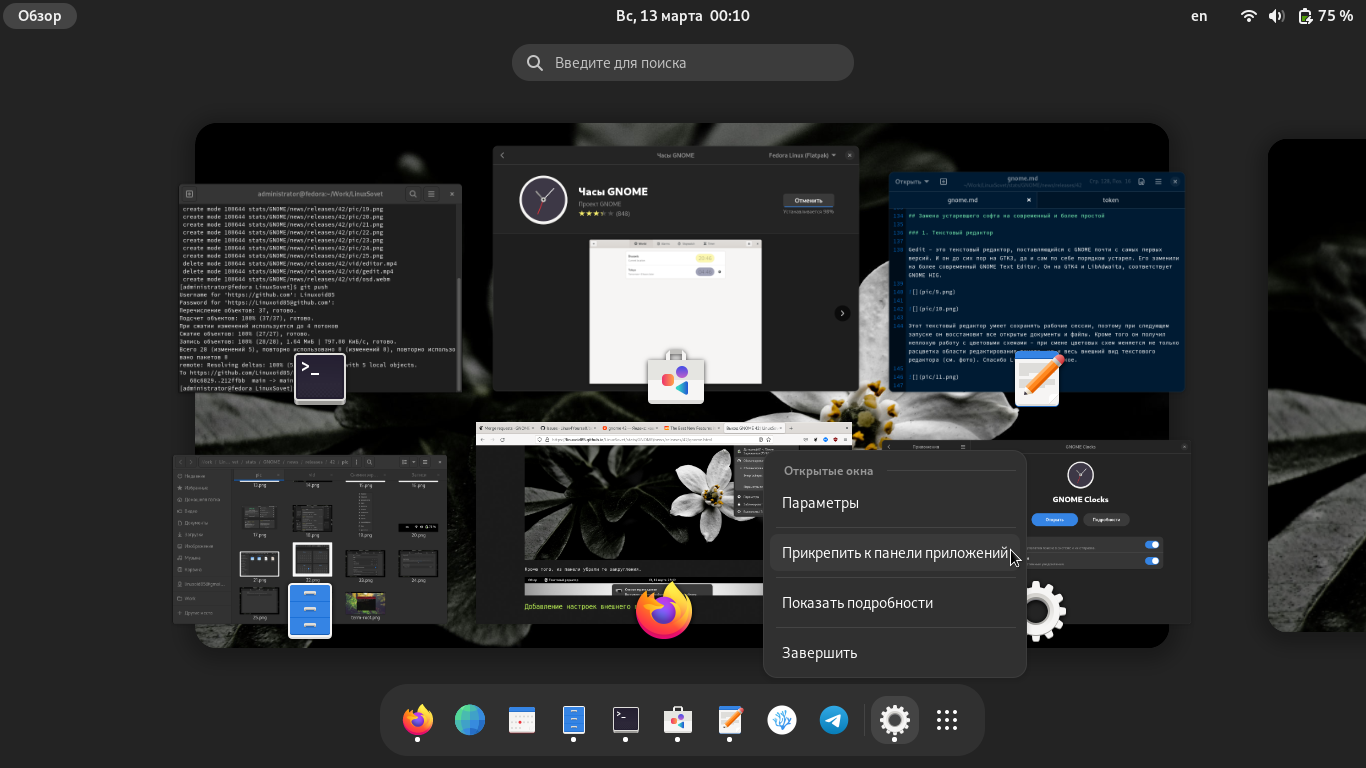 Обзор
Вс, 13 марта 00:10
en
75 %
Введите для поиска
administrator@fedora:~/Work/LinuxSovet
create mode 100644 stats/GNOME/news/releases/42/pic/19.png
create mode 100644 stats/GNOME/news/releases/42/pic/20.png
create mode 100644 stats/GNOME/news/releases/42/pic/21.png
create mode 100644 stats/GNOME/news/releases/42/pic/22.png
create mode 100644 stats/GNOME/news/releases/42/pic/23.png
create mode 100644 stats/GNOME/news/releases/42/pic/24.png
create mode 100644 stats/GNOME/news/releases/42/pic/25.png
delete mode 100644 stats/GNOME/news/releases/42/vid/editor.mp4
delete mode 100644 stats/GNOME/news/releases/42/vid/gedit.mp4
delete mode 100644 stats/GNOME/news/releases/42/vid/osd.webm
[administrator@fedora LinuxSovet]$ git push
Username for 'https://github.com': Linuxoid85
Password for 'https://Linuxoid85@github.com':
Перечисление объектов: 37, готово.
Подсчет объектов: 100% (37/37), готово.
При сжатии изменений используется до 4 потоков
Сжатие объектов: 100% (27/27), готово.
Запись объектов: 100% (28/28), 1.64 МиБ | 797.00 КиБ/с, готово.
Всего 28 (изменений 5), повторно использовано 0 (изменений 0), повторно использо
вано пакетов 0
remote: Resolving deltas: 100% (5 with 5 local objects.
To https://github.com/linuxoid85/
main -> main
[administrator@fedora LinuxSovet]$
Часы GNOME
Fedora Linux (Flatpak)
Часы GNOME
Проект GNOME
(848)
Отменить
Устанавливается 98%
Открыть
gnome.md
gnome.md
token
## Замена устаревшего софта на современный и более простой
### 1. Текстовый редактор
Gedit - это текстовый редактор, поставляющийся с GNOME почти с самых первых
версий. И он до сих пор на GTK3, да и сам по себе порядком устарел. Его заменили
на более современный GNOME Text Editor. Он на GTK4 и LibAdwaita, соответствует
GNOME HIG.
![](pic/9.png)
![](pic/10.png)
Этот текстовый редактор умеет сохранять рабочие сессии, поэтому при следующем
запуске он восстановит все открытые документы и файлы. Кроме того он получил
неплохую работу с цветовыми схемами - при смене цветовых схем меняется не только
расцветка области редактирования и весь внешний вид текстового
редактора (см. фото). Спасибо L
![](pic/11.png)
Кроме того, из панели убрали те закругления.
Добавление настроек внешнего
Приложения
GNOME Clocks
GNOME Clocks
Открыть
Подробности
Открытые окна
Параметры
Прикрепить к панели приложений
Показать подробности
Завершить